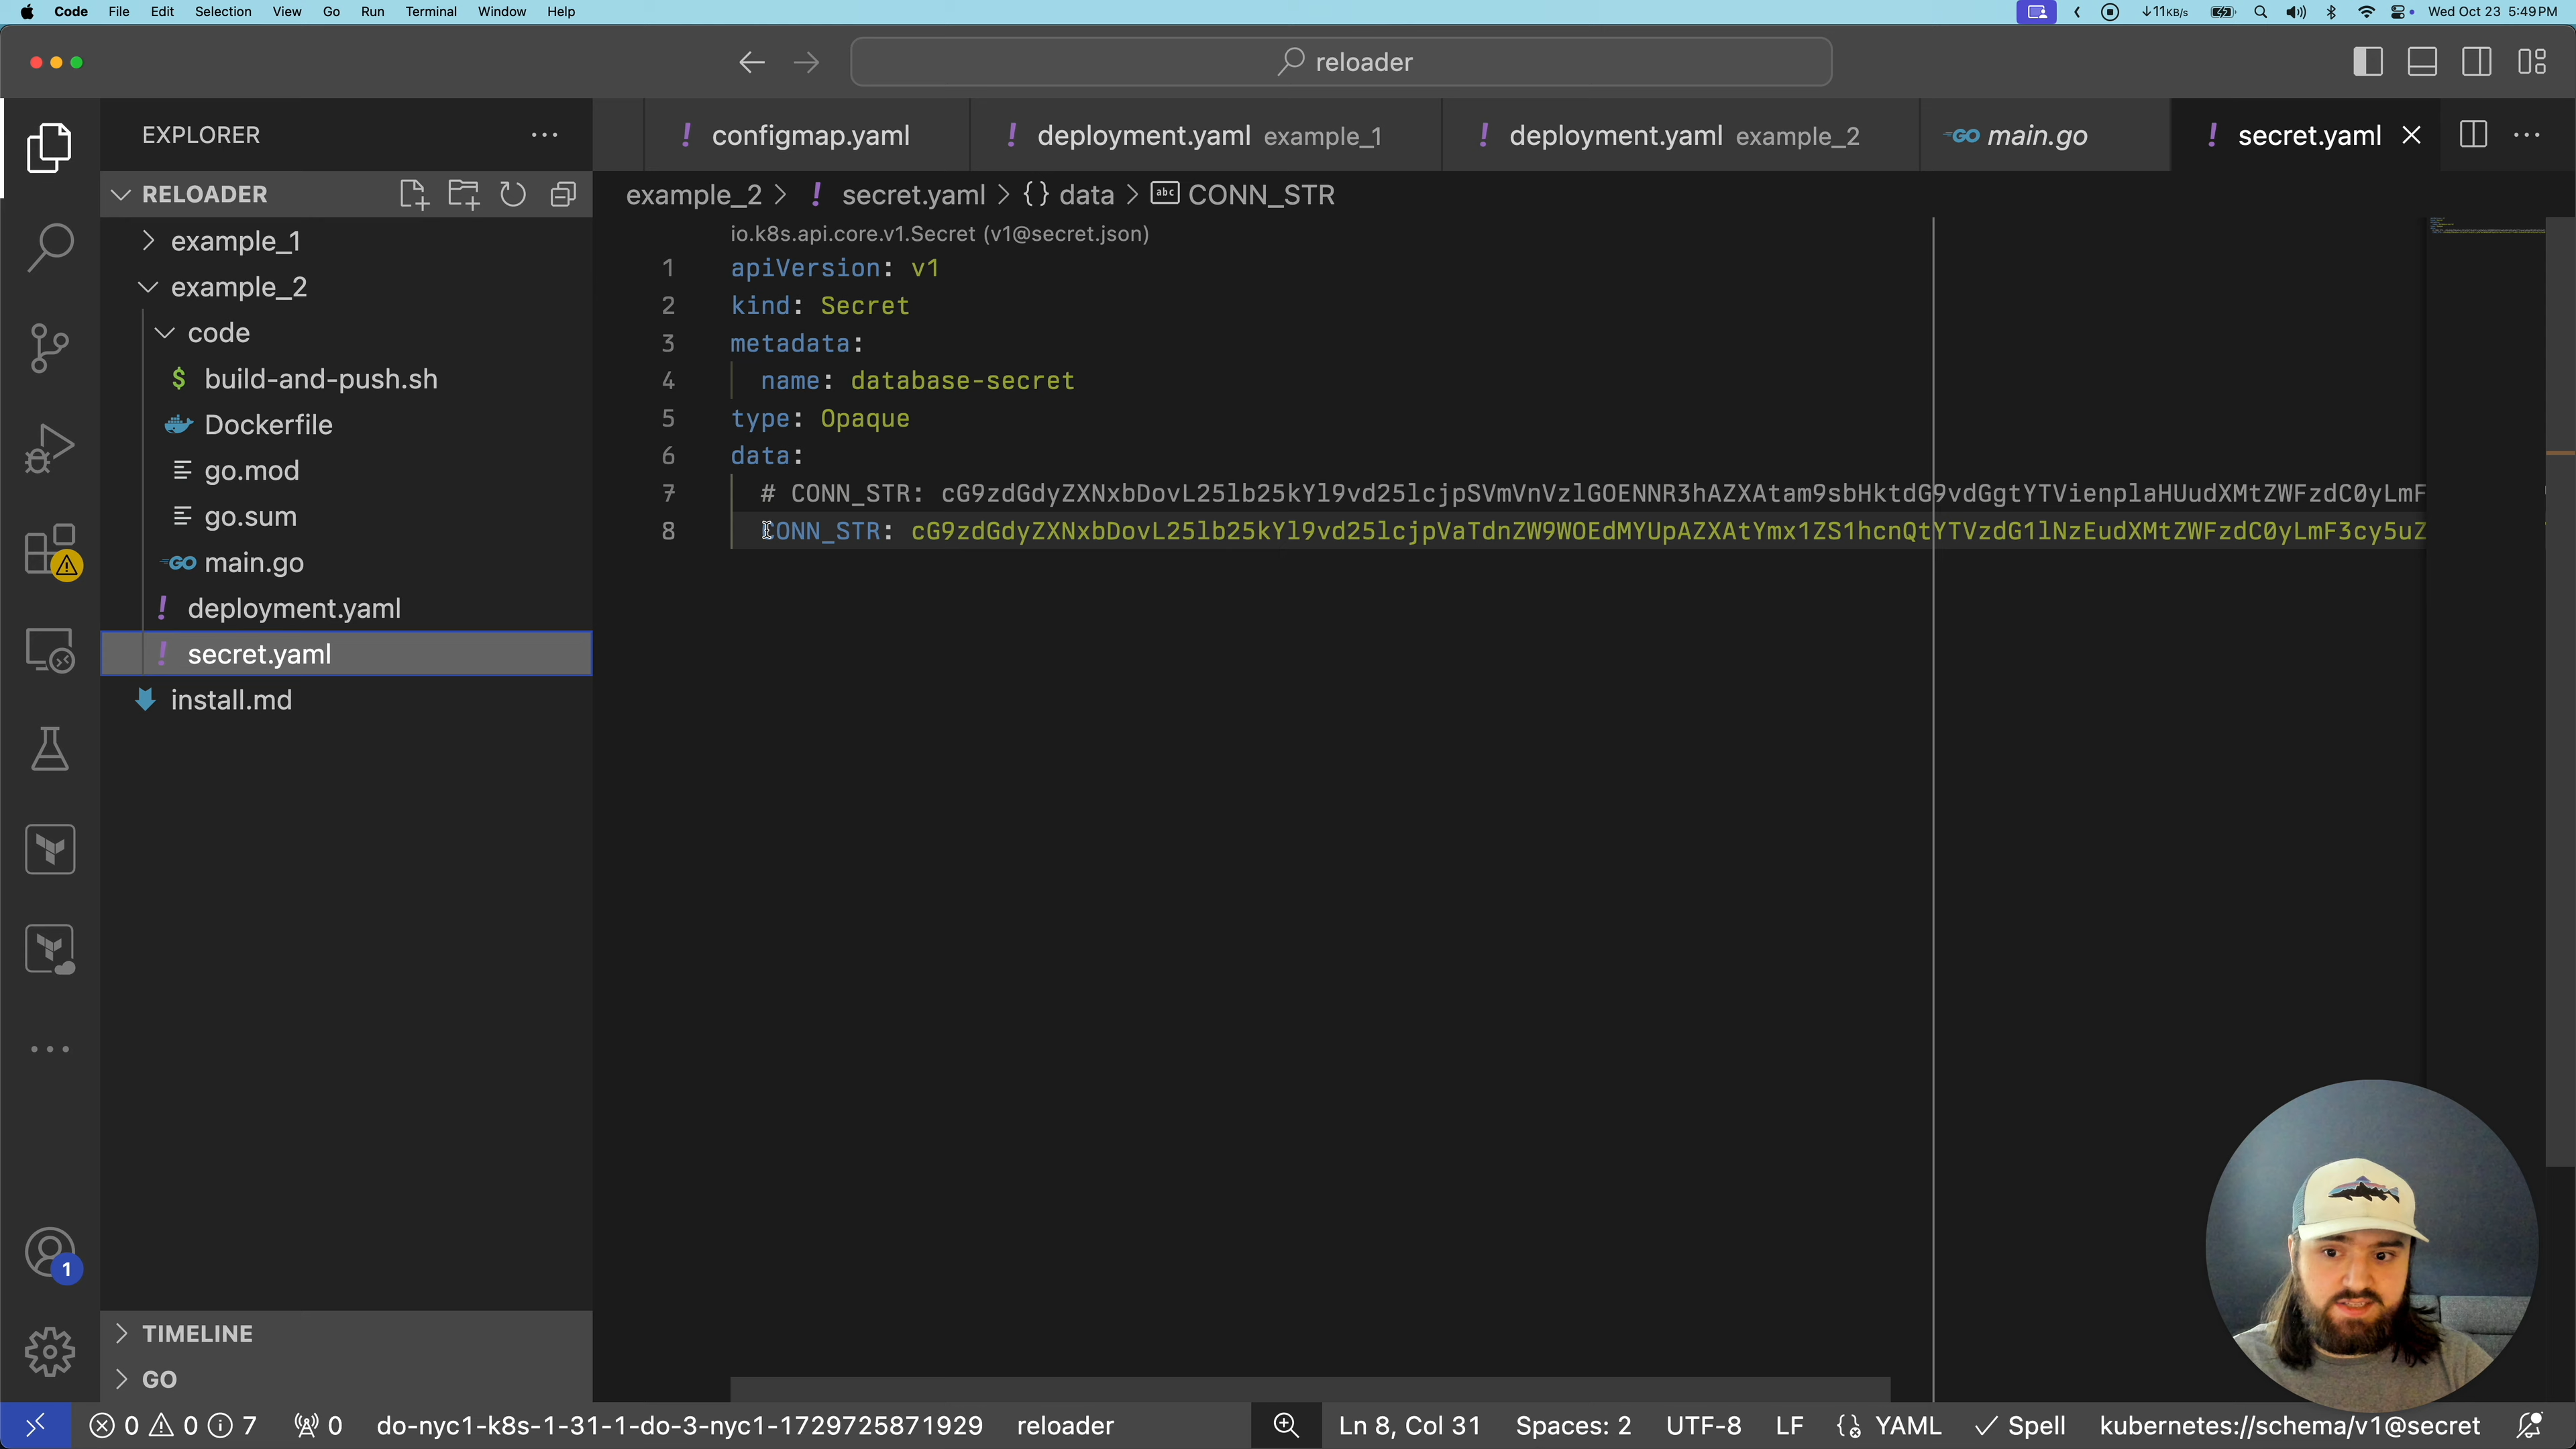 Code File Edit Selection View Go Run Terminal Window Help
↓11KB/s Wed Oct 23 5:49 PM
reloader
EXPLORER
configmap.yaml
deployment.yaml example_1
deployment.yaml example_2
main.go
secret.yaml
RELOADER
example_2 > secret.yaml > {} data > abc CONN_STR
example_1
example_2
code
build-and-push.sh
Dockerfile
go.mod
go.sum
main.go
deployment.yaml
secret.yaml
install.md
io.k8s.api.core.v1.Secret (v1@secret.json)
1 apiVersion: v1
2 kind: Secret
3 metadata:
4 name: database-secret
5 type: Opaque
6 data:
7 # CONN_STR:
8 CONN_STR:
1
TIMELINE
GO
0 0 7 0 do-nyc1-k8s-1-31-1-do-3-nyc1-1729725871929 reloader Ln 8, Col 31 Spaces: 2 UTF-8 LF YAML Spell kubernetes://schema/v1@secret